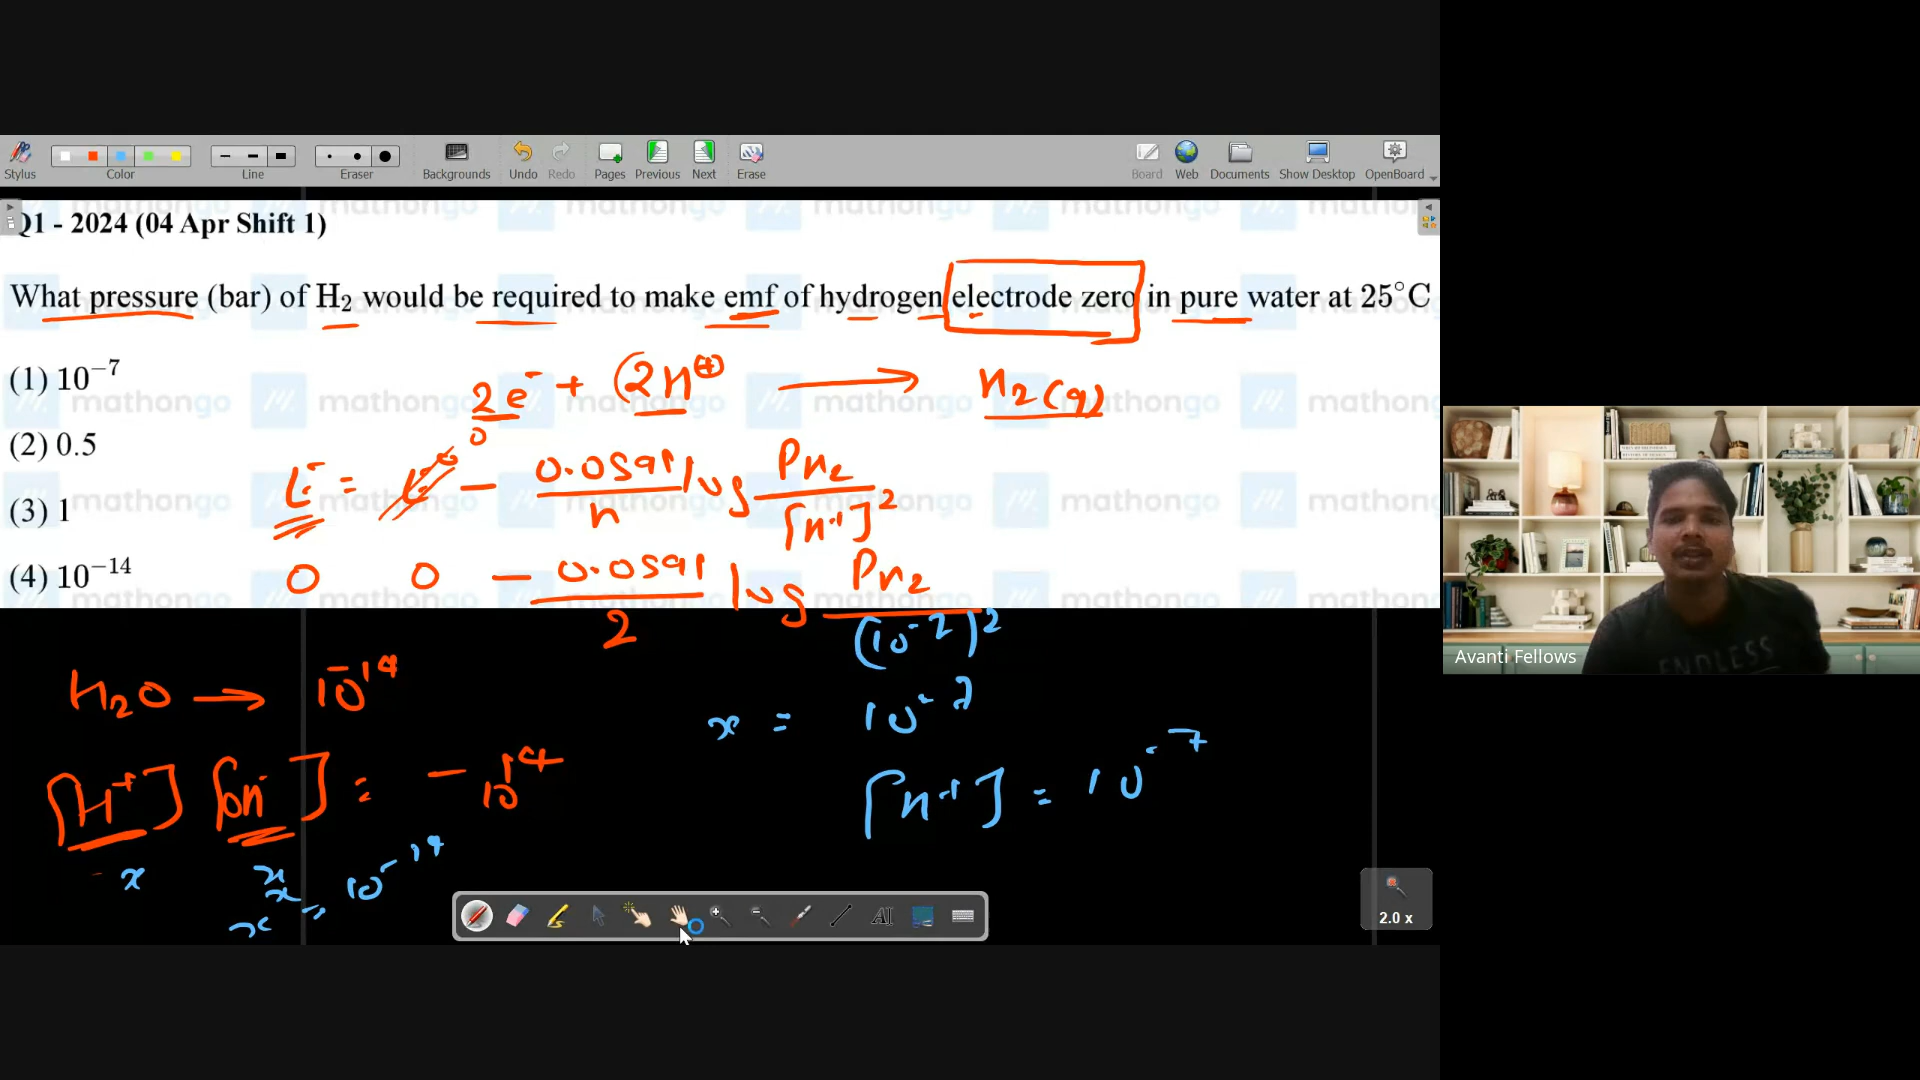 Stylus
Color
Line
Eraser
Backgrounds
Undo
Redo
Pages
Previous
Next
Erase
Board
Web
Documents
Show Desktop
OpenBoard
Q1 - 2024 (04 Apr Shift 1)
What pressure (bar) of H₂ would be required to make emf of hydrogen electrode zero in pure water at 25°C
(1) 10⁻⁷
(2) 0.5
(3) 1
(4) 10⁻¹⁴
2e⁻ + (2H⊕ → H₂(g)
0
E = E° - 0.0591/n log PH₂/[H+]²
0 0 - 0.0591/2 log PH₂/(10⁻⁷)²
H₂O → 10⁻¹⁴
x = 10⁻⁷
[H+] [OH⁻] = -10¹⁴
[H+] = 10⁻⁷
x x
x² = 10⁻¹⁴
2.0 x
Avanti Fellows
ENDLESS
mathongo